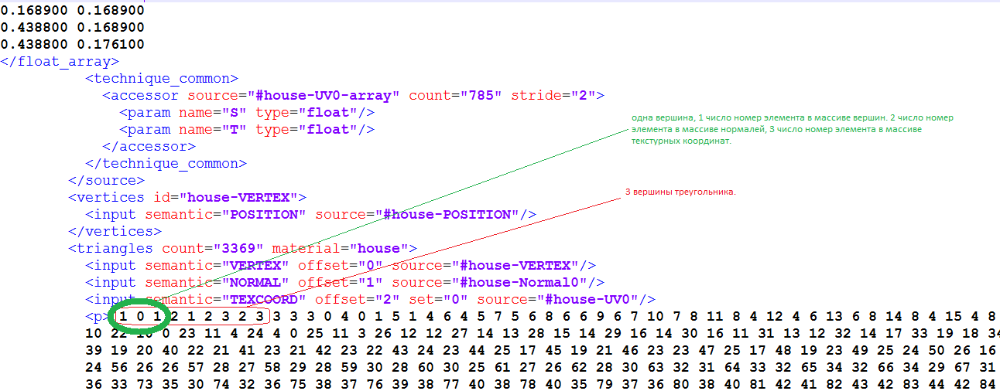 0.168900 0.168900
0.438800 0.168900
0.438800 0.176100
</float_array>
<technique_common>
<accessor source="#house-UV0-array" count="785" stride="2">
<param name="S" type="float"/>
<param name="T" type="float"/>
</accessor>
</technique_common>
</source>
<vertices id="house-VERTEX">
<input semantic="POSITION" source="#house-POSITION"/>
</vertices>
<triangles count="3369" material="house">
<input semantic="VERTEX" offset="0" source="#house-VERTEX"/>
<input semantic="NORMAL" offset="1" source="#house-Normal0"/>
<input semantic="TEXCOORD" offset="2" set="0" source="#house-UV0"/>
<p> 1 0 1 2 1 2 3 2 3 3 3 3 0 4 0 1 5 1 4 6 4 5 7 5 6 8 6 6 9 6 7 10 7 8 11 8 4 12 4 6 13 6 8 14 8 4 15 4 8
10 22 10 0 23 11 4 24 4 0 25 11 3 26 12 12 27 14 13 28 15 14 29 16 14 30 16 11 31 13 12 32 14 17 33 19 18 34
39 19 20 40 22 21 41 23 21 42 23 22 43 24 23 44 25 17 45 19 21 46 23 23 47 25 17 48 19 23 49 25 24 50 26 16
24 56 26 26 57 28 27 58 29 28 59 30 28 60 30 25 61 27 26 62 28 30 63 32 31 64 33 32 65 34 32 66 34 29 67 31
36 33 73 35 30 74 32 36 75 38 37 76 39 38 77 40 38 78 40 35 79 37 36 80 38 40 81 42 41 82 43 42 83 44 42 84
одна вершина, 1 число номер элемента в массиве вершин. 2 число номер
элемента в массиве нормалей, 3 число номер элемента в массиве
текстурных координат.
3 вершины треугольника.